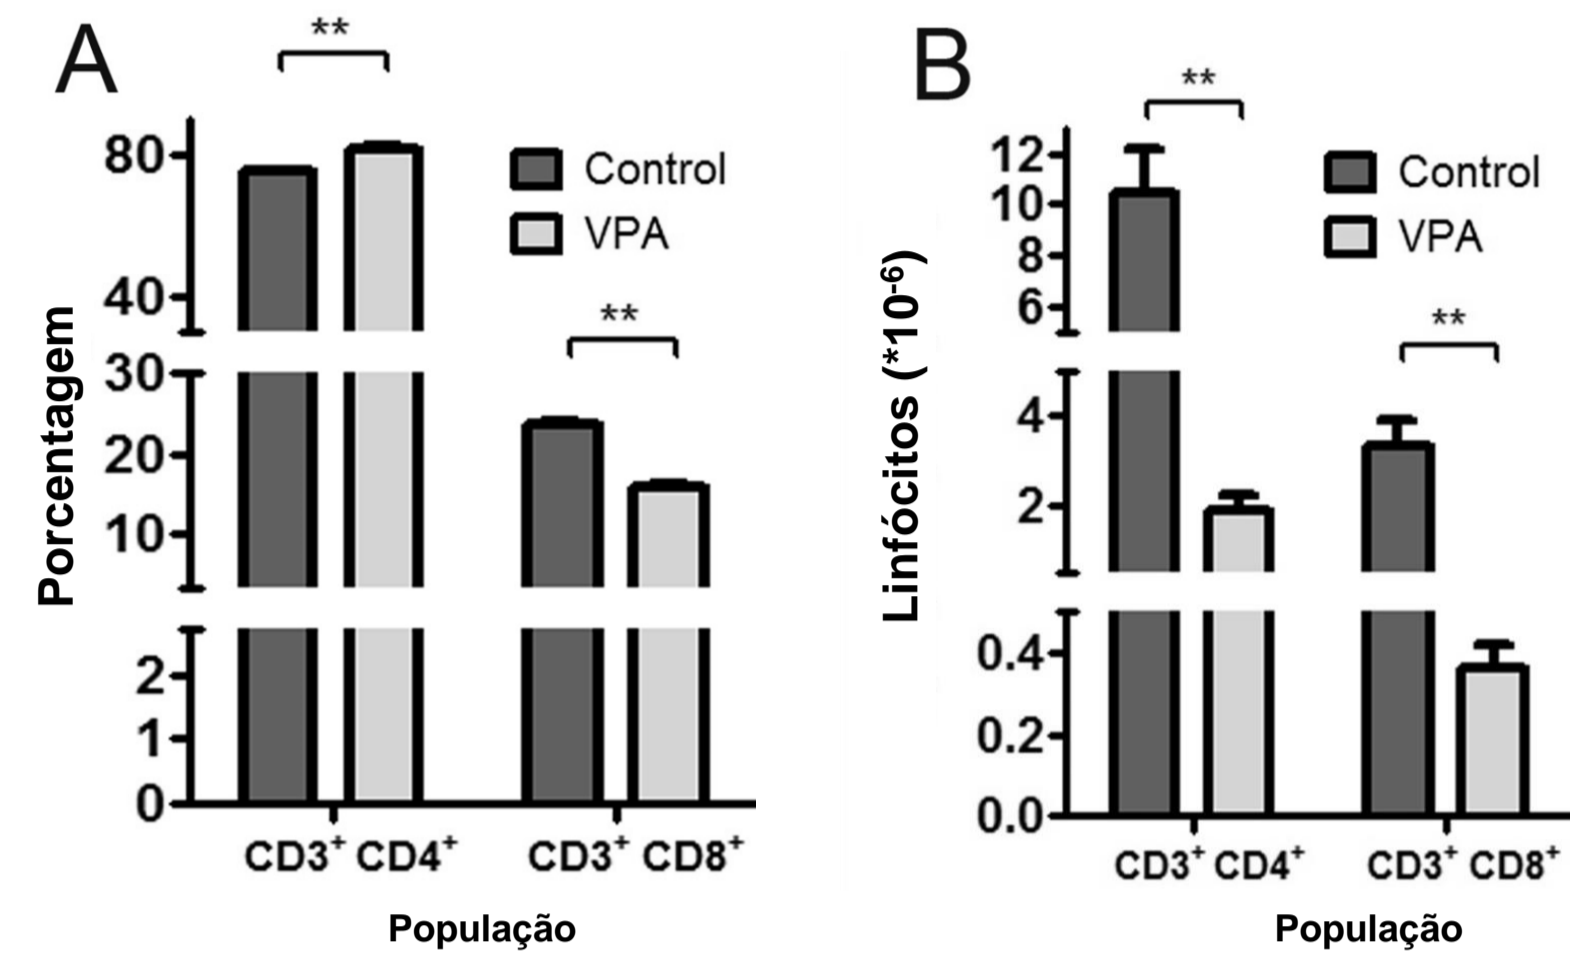 A
**
80
40
30
20
10
2
1
0
Porcentagem
Control
VPA
**
CD3⁺ CD4⁺
CD3⁺ CD8⁺
População
B
**
12
10
8
6
4
2
0.4
0.2
0.0
Linfócitos (*10⁻⁶)
Control
VPA
**
CD3⁺ CD4⁺
CD3⁺ CD8⁺
População